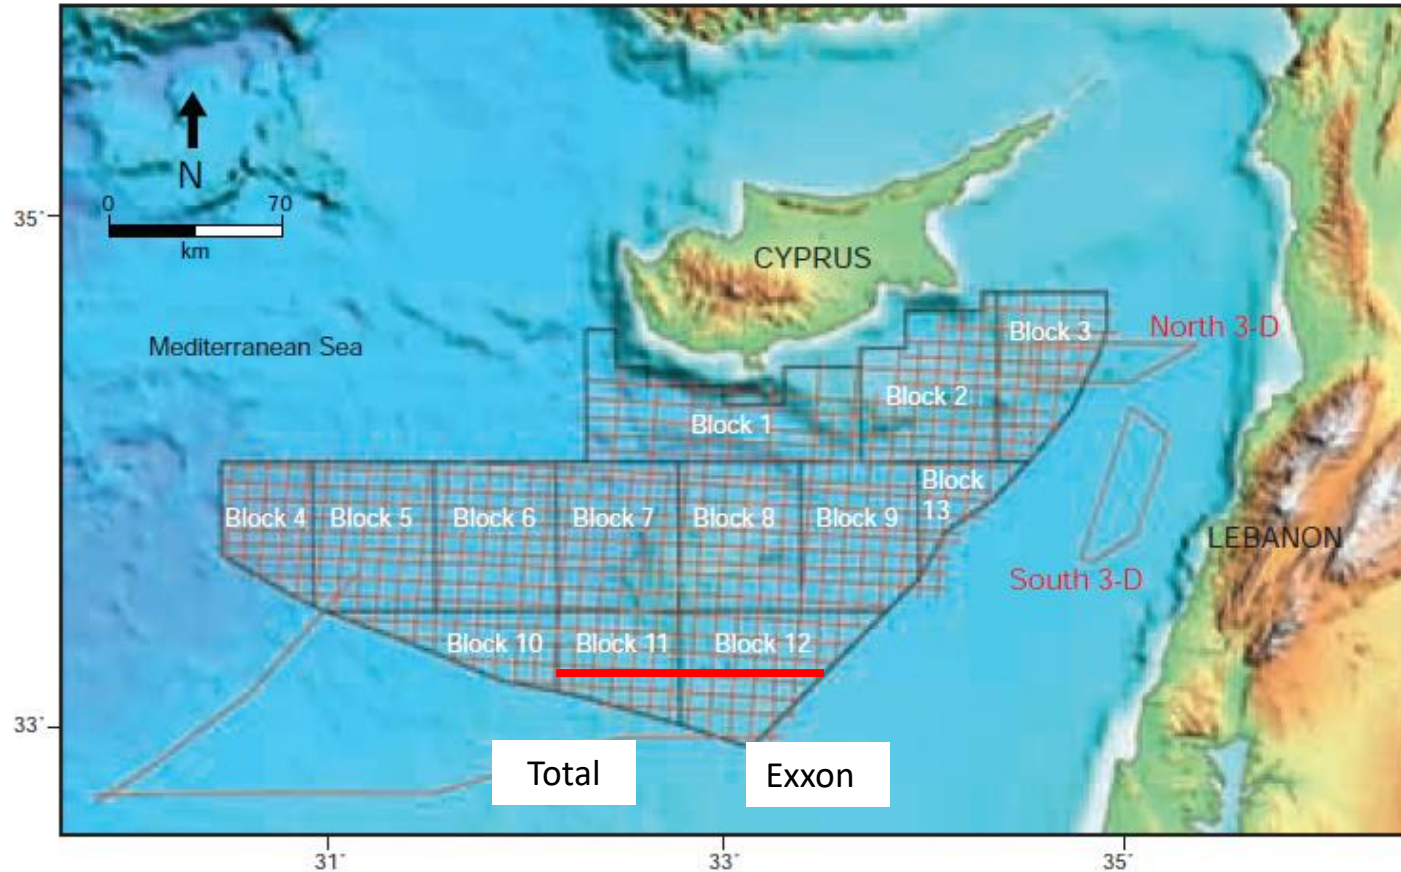 N
0 70
km
35°
CYPRUS
Mediterranean Sea
Block 3
North 3-D
Block 2
Block 1
Block
13
Block 4
Block 5
Block 6
Block 7
Block 8
Block 9
LEBANON
South 3-D
Block 10
Block 11
Block 12
33°
Total
Exxon
31°
33°
35°